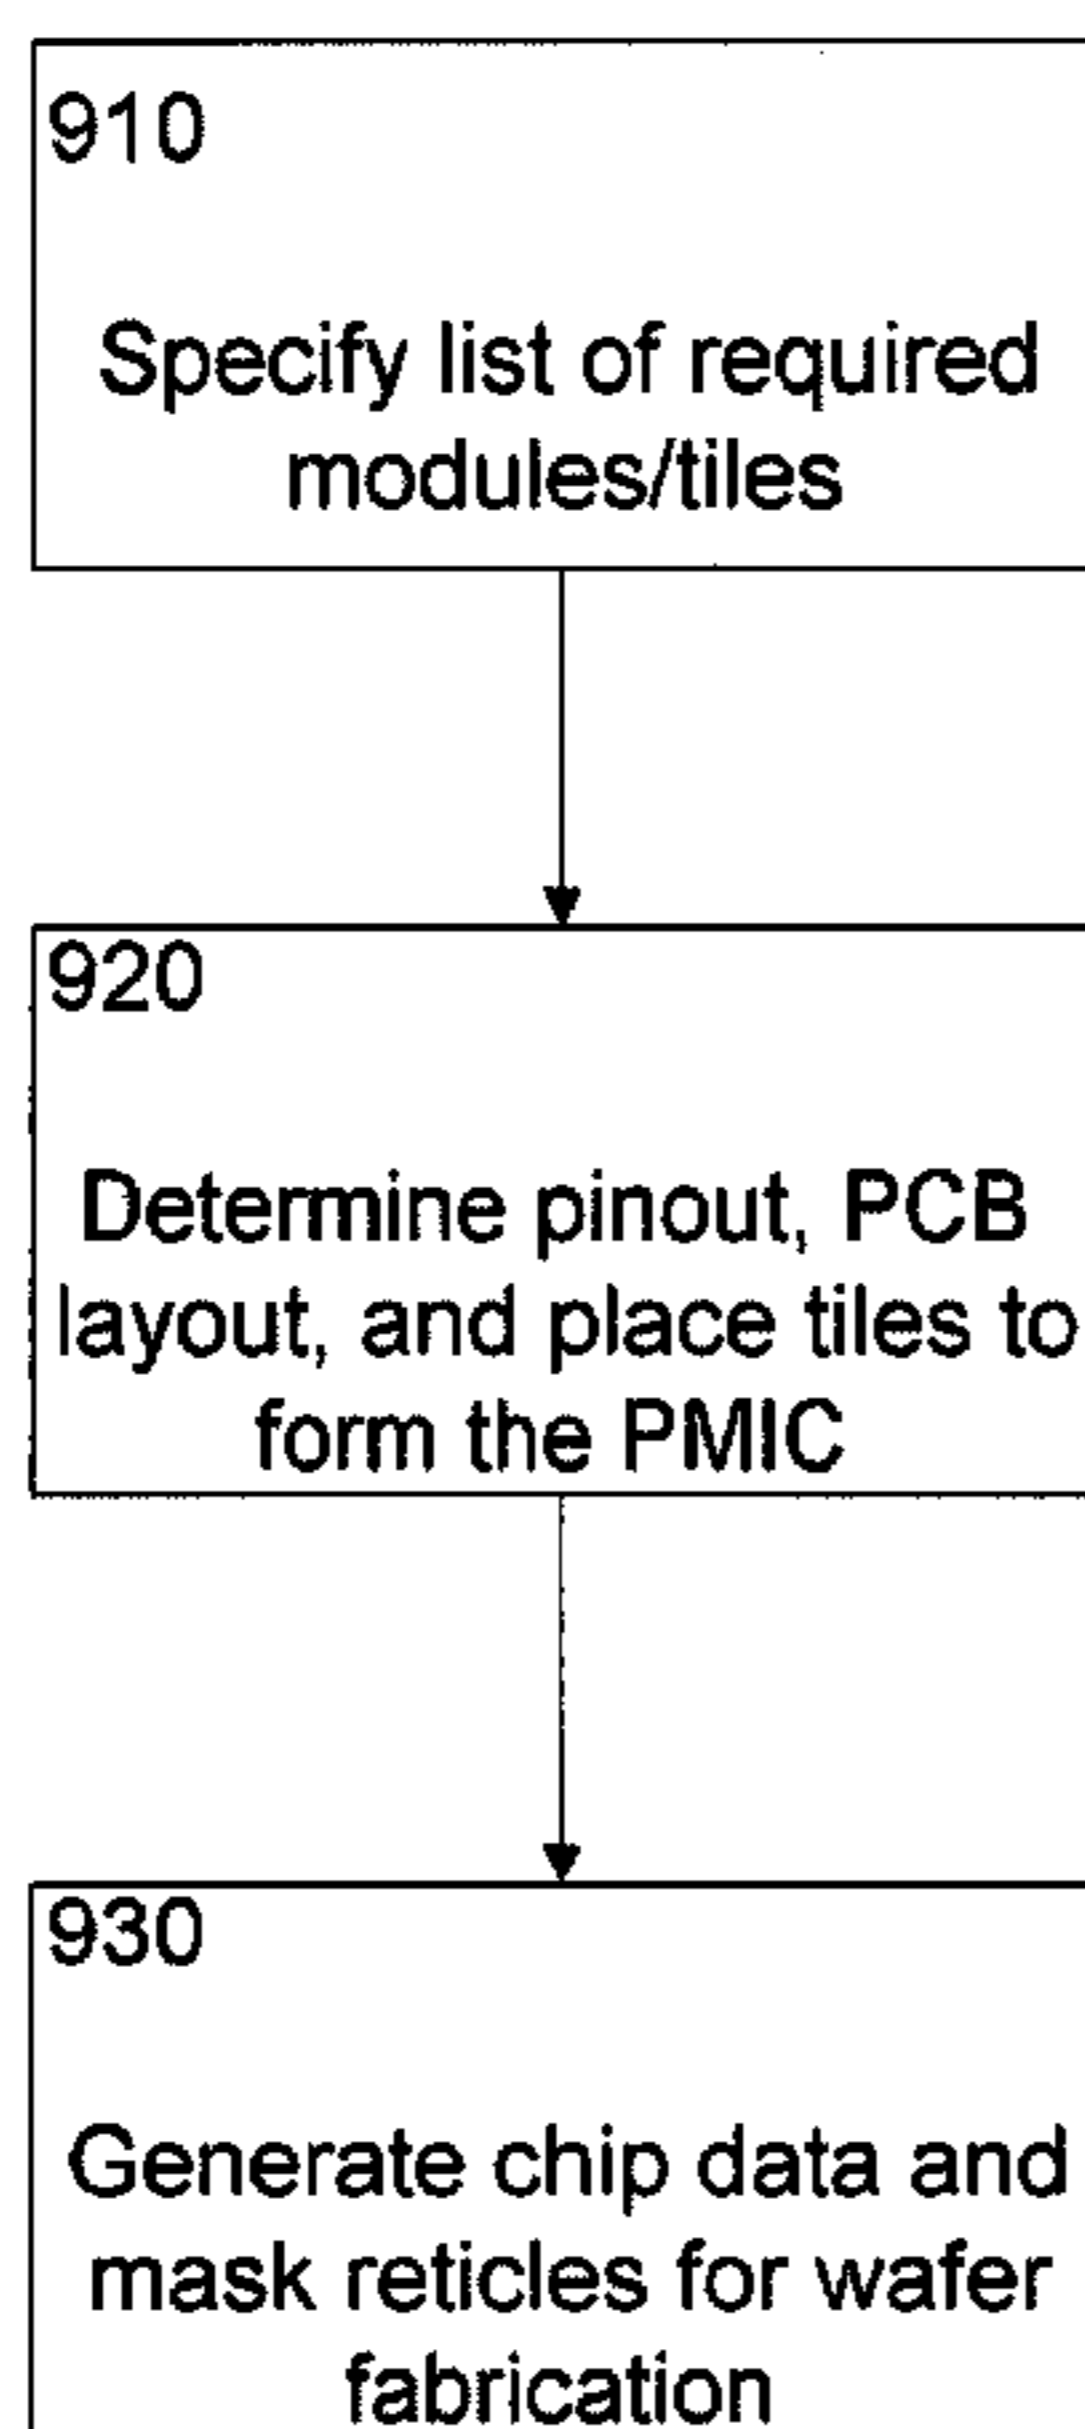 910
Specify list of required
modules/tiles
920
Determine pinout, PCB
layout, and place tiles to
form the PMIC
930
Generate chip data and
mask reticles for wafer
fabrication